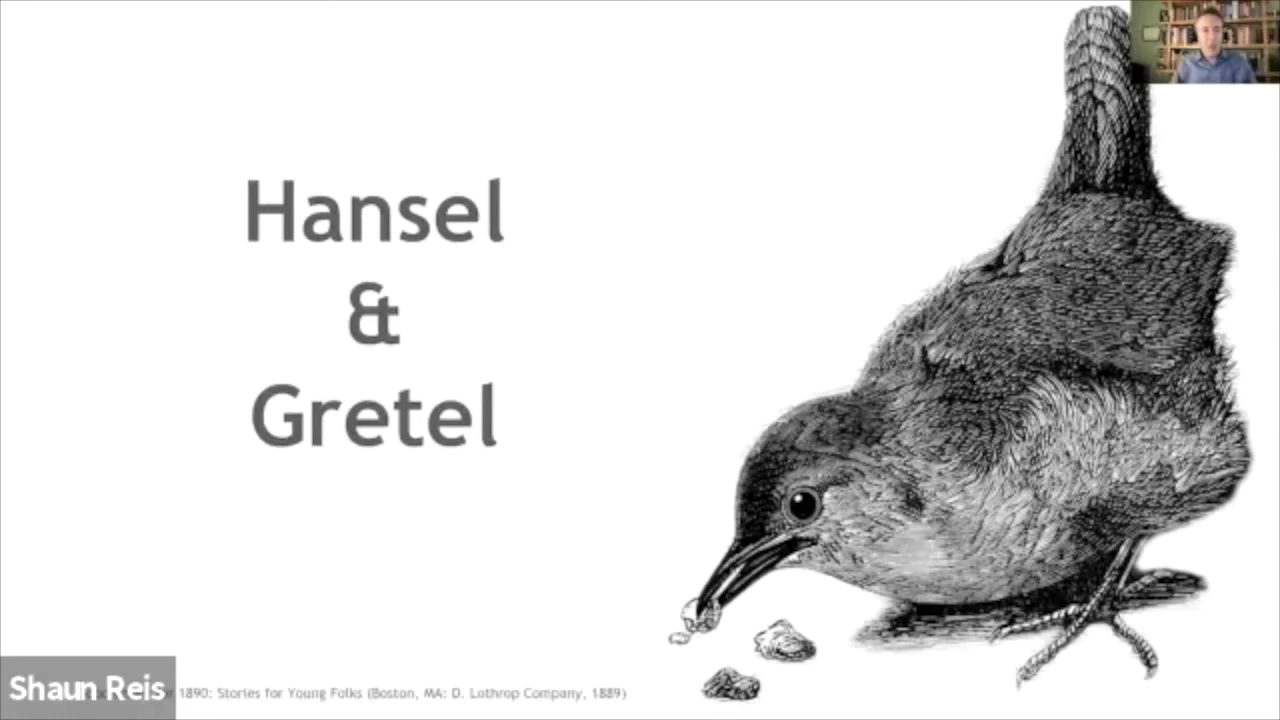 Hansel
&
Gretel
Shaun Reis
1890: Stories for Young Folks (Boston, MA: D. Lothrop Company, 1889)